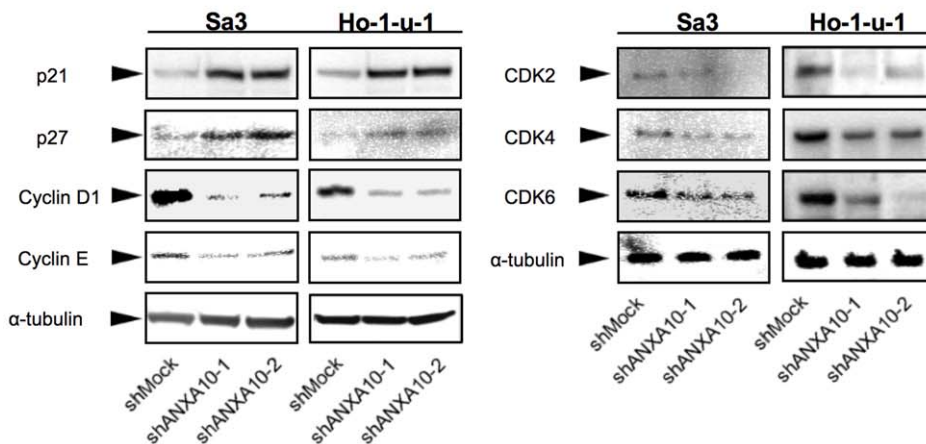 Sa3 Ho-1-u-1
p21
p27
Cyclin D1
Cyclin E
α-tubulin
shMock shANXA10-1 shANXA10-2 shMock shANXA10-1 shANXA10-2
Sa3 Ho-1-u-1
CDK2
CDK4
CDK6
α-tubulin
shMock shANXA10-1 shANXA10-2 shMock shANXA10-1 shANXA10-2